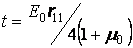 t = E₀r₁₁ / 4(1 + μ₀)